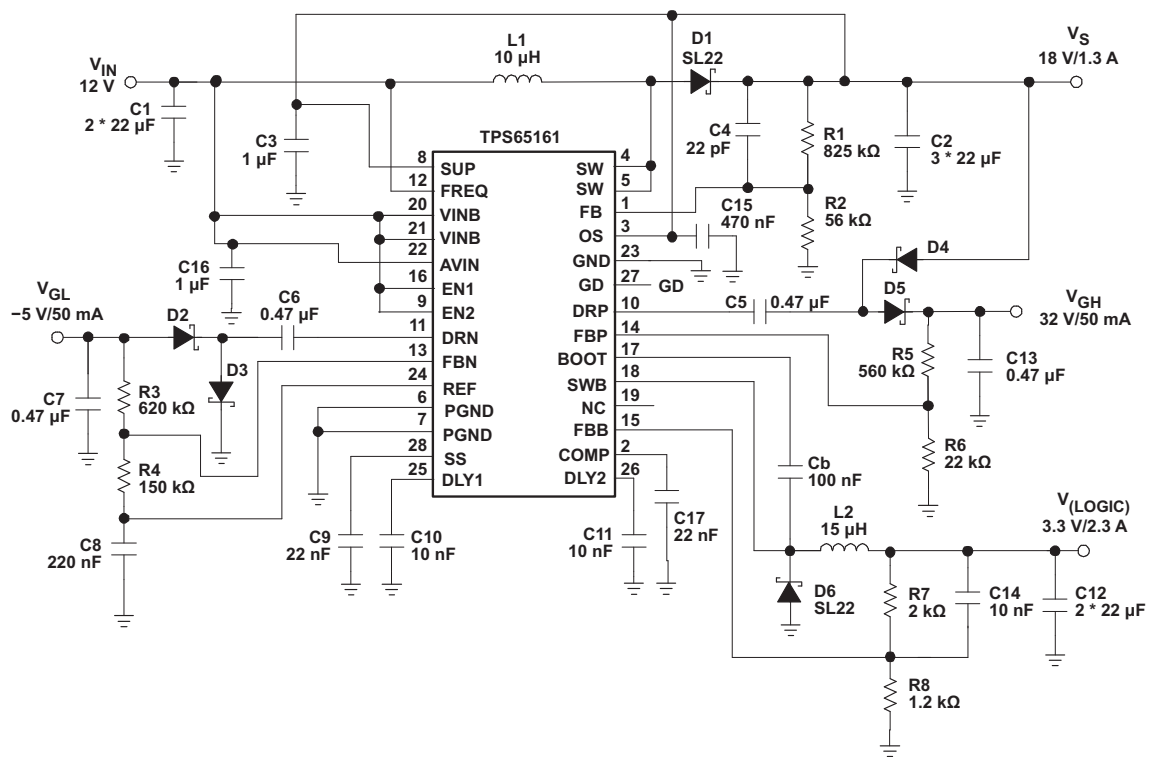 L1
10 µH
D1
SL22
VS
18 V/1.3 A
VIN
12 V
C1
2 * 22 µF
C3
1 µF
TPS65161
C4
22 pF
R1
825 kΩ
C2
3 * 22 µF
8
SUP
12
FREQ
20
VINB
21
VINB
22
AVIN
16
EN1
9
EN2
11
DRN
13
FBN
24
REF
6
PGND
7
PGND
28
SS
25
DLY1
4
SW
5
SW
1
FB
3
OS
23
GND
27
GD
GD
10
DRP
14
FBP
17
BOOT
18
SWB
19
NC
15
FBB
2
COMP
26
DLY2
C15
470 nF
R2
56 kΩ
D4
C16
1 µF
VGL
−5 V/50 mA
D2
C6
0.47 µF
C5
0.47 µF
D5
VGH
32 V/50 mA
D3
C7
0.47 µF
R3
620 kΩ
R5
560 kΩ
C13
0.47 µF
R4
150 kΩ
R6
22 kΩ
Cb
100 nF
C8
220 nF
C9
22 nF
C10
10 nF
C11
10 nF
C17
22 nF
L2
15 µH
V(LOGIC)
3.3 V/2.3 A
D6
SL22
R7
2 kΩ
C14
10 nF
C12
2 * 22 µF
R8
1.2 kΩ